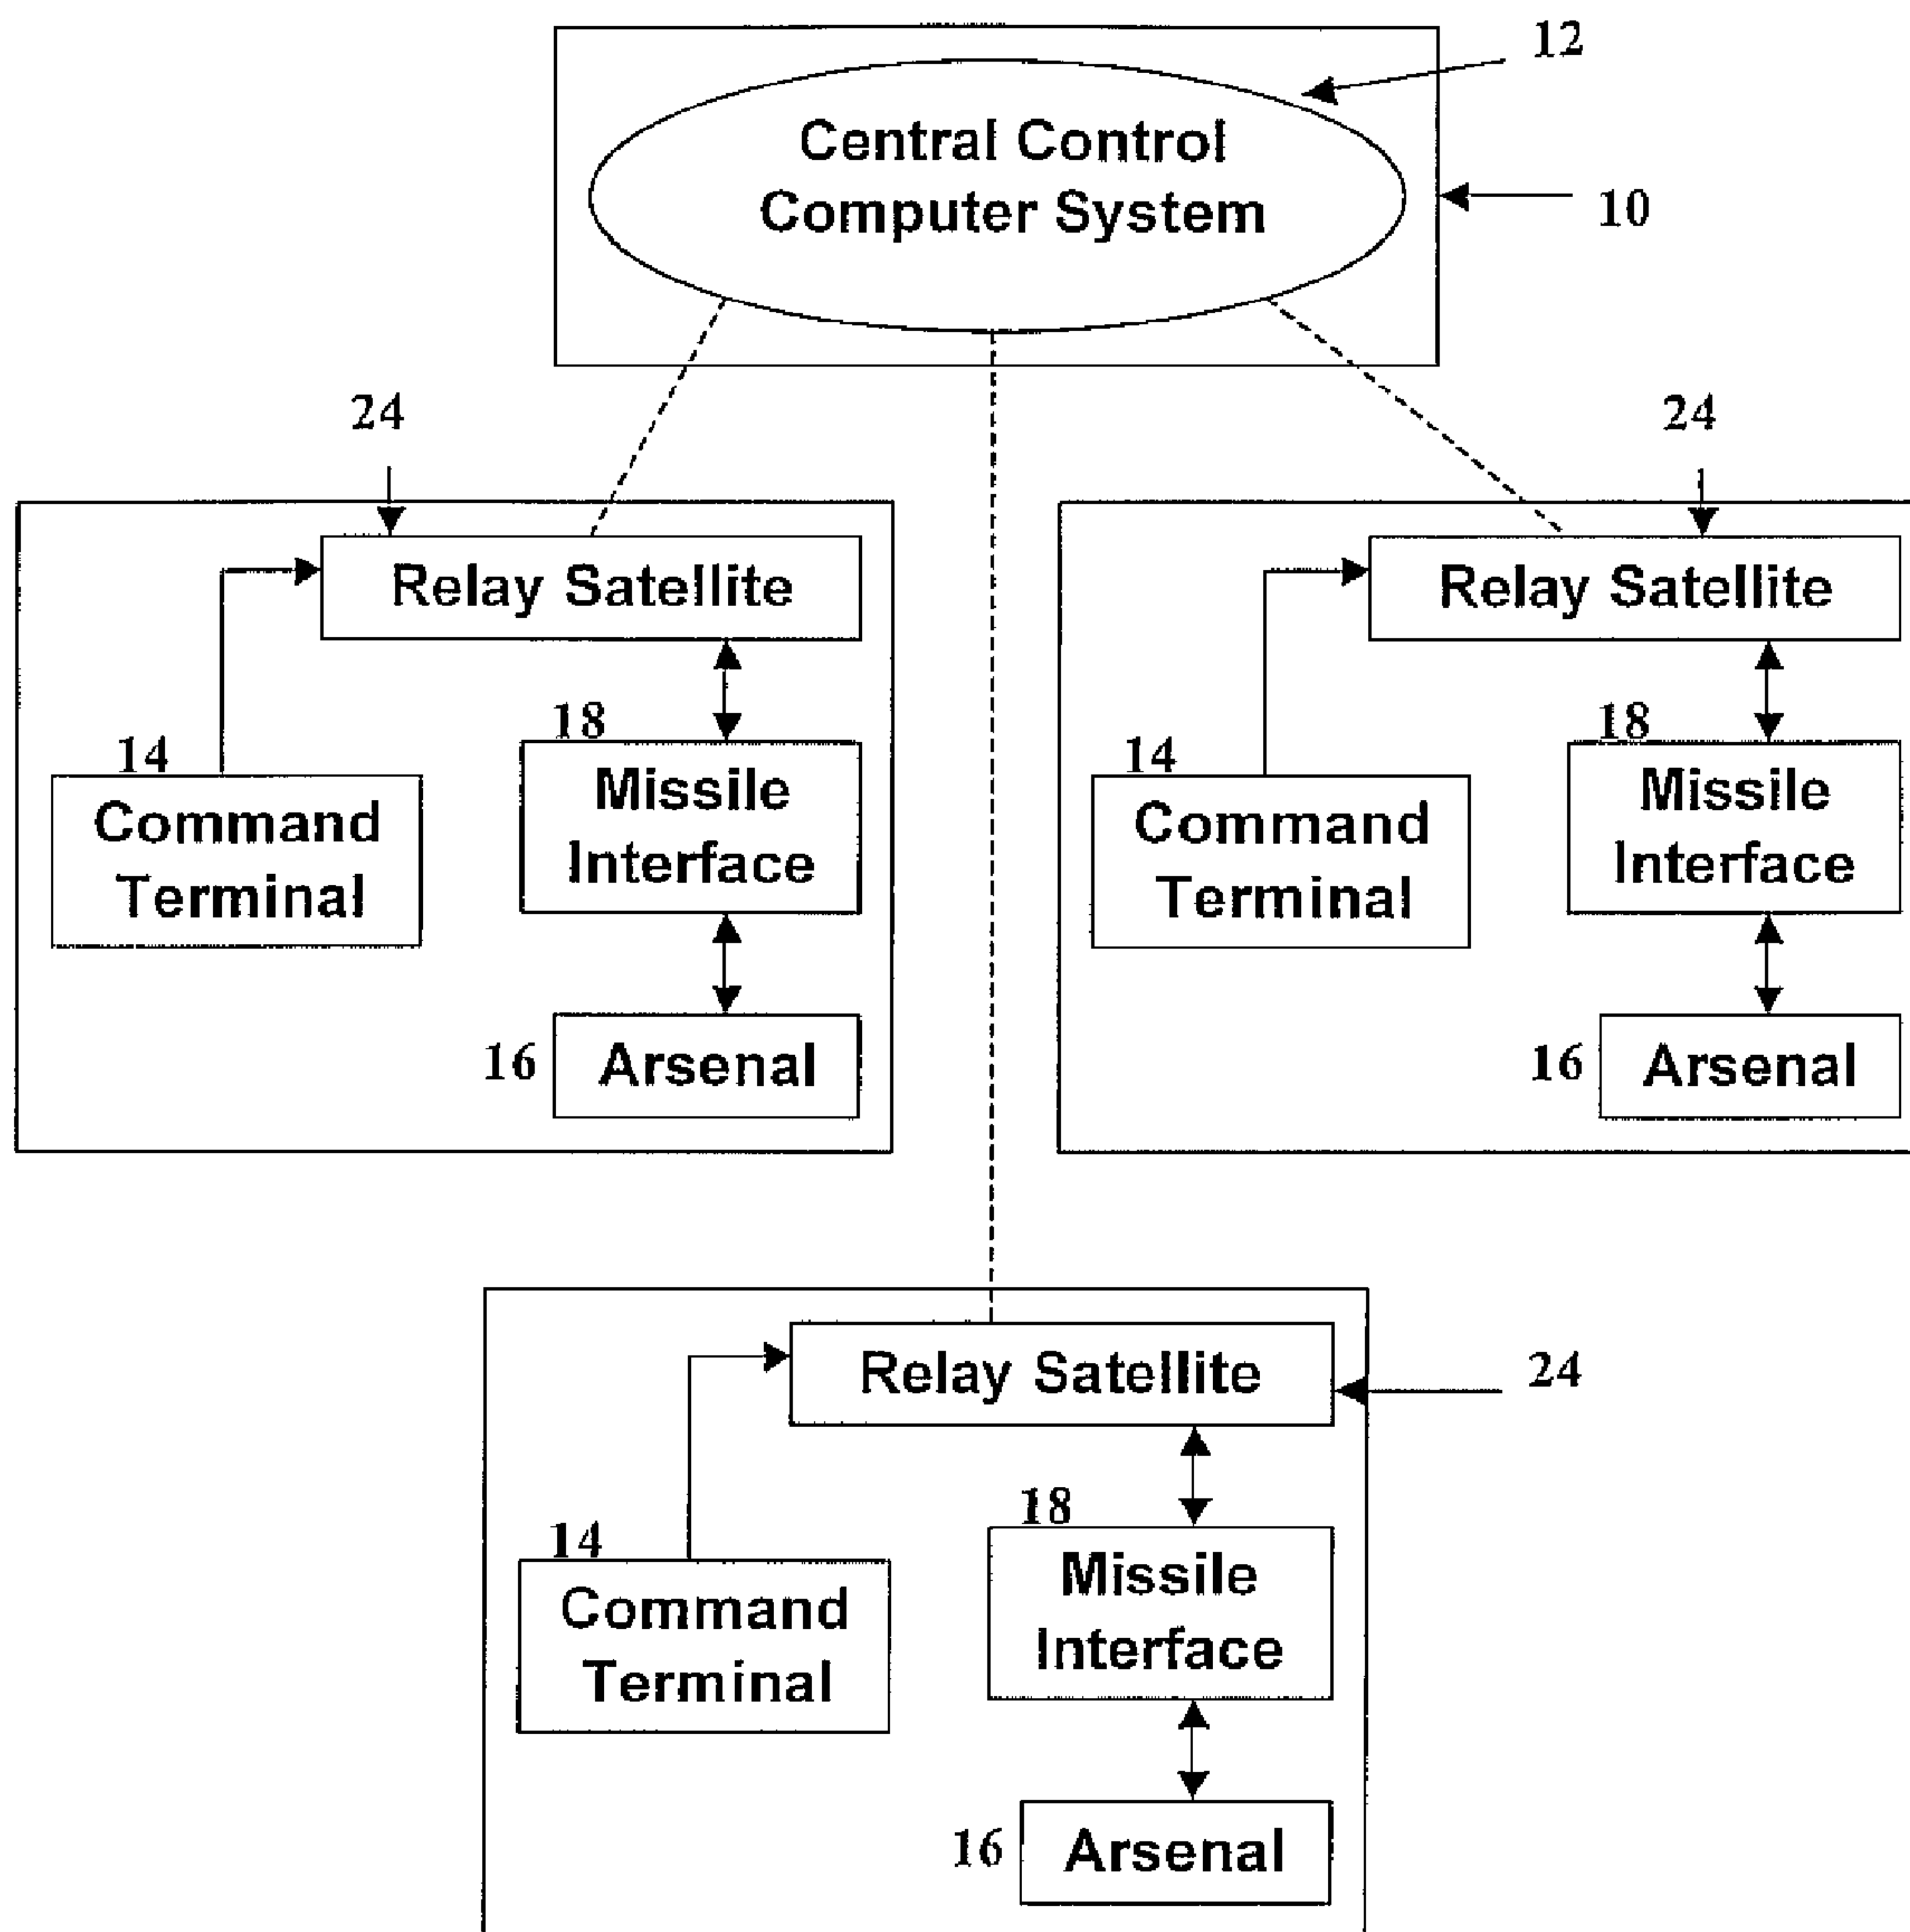 12
Central Control
Computer System
10
24
24
Relay Satellite
Relay Satellite
18
18
14
14
Missile
Interface
Missile
Interface
Command
Terminal
Command
Terminal
16
Arsenal
16
Arsenal
Relay Satellite
24
18
14
Missile
Interface
Command
Terminal
16
Arsenal